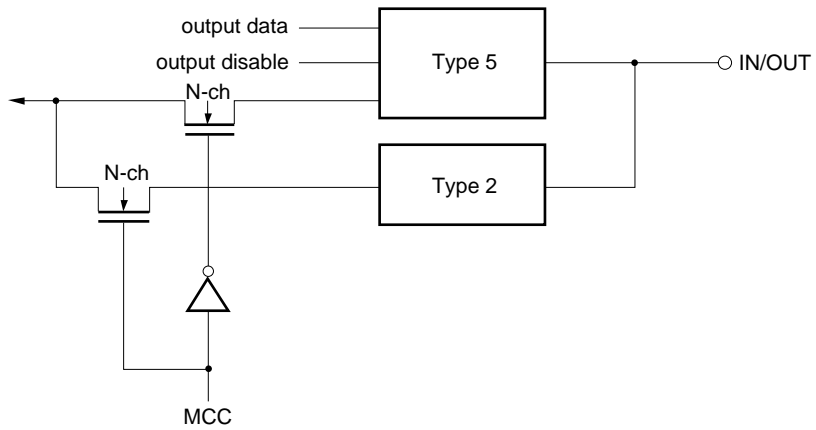 output data
output disable
Type 5
IN/OUT
N-ch
N-ch
Type 2
MCC